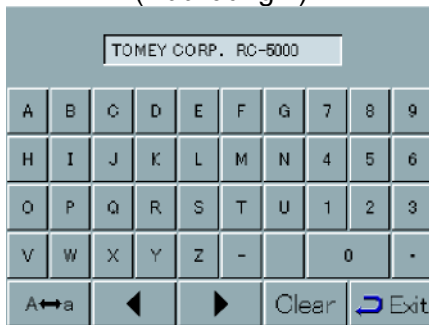 TOMEY CORP. RC-5000
A B C D E F G 7 8 9
H I J K L M N 4 5 6
O P Q R S T U 1 2 3
V W X Y Z - 0 .
A↔a ◀ ▶ Clear Exit